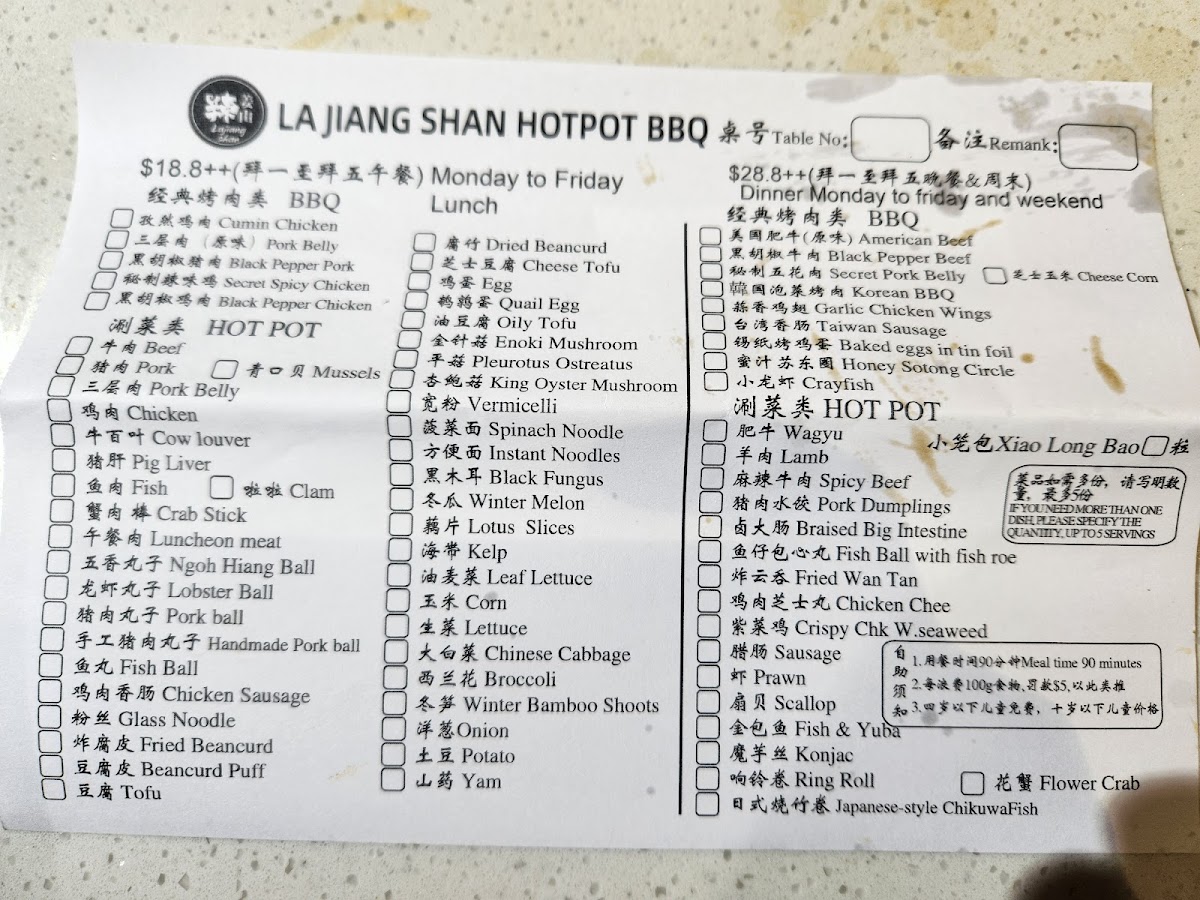 辣姜山
LaJiang Shan
LA JIANG SHAN HOTPOT BBQ 桌号Table No: 备注Remark:
$18.8++(拜一至拜五午餐) Monday to Friday
Lunch
经典烤肉类 BBQ
孜然鸡肉 Cumin Chicken
三层肉（原味）Pork Belly
黑胡椒猪肉 Black Pepper Pork
秘制辣味鸡 Secret Spicy Chicken
黑胡椒鸡肉 Black Pepper Chicken
涮菜类 HOT POT
牛肉 Beef
猪肉 Pork 青口贝 Mussels
三层肉 Pork Belly
鸡肉 Chicken
牛百叶 Cow louver
猪肝 Pig Liver
鱼肉 Fish 啦啦 Clam
蟹肉棒 Crab Stick
午餐肉 Luncheon meat
五香丸子 Ngoh Hiang Ball
龙虾丸子 Lobster Ball
猪肉丸子 Pork ball
手工猪肉丸子 Handmade Pork ball
鱼丸 Fish Ball
鸡肉香肠 Chicken Sausage
粉丝 Glass Noodle
炸腐皮 Fried Beancurd
豆腐皮 Beancurd Puff
豆腐 Tofu
腐竹 Dried Beancurd
芝士豆腐 Cheese Tofu
鸡蛋 Egg
鹌鹑蛋 Quail Egg
油豆腐 Oily Tofu
金针菇 Enoki Mushroom
平菇 Pleurotus Ostreatus
杏鲍菇 King Oyster Mushroom
宽粉 Vermicelli
菠菜面 Spinach Noodle
方便面 Instant Noodles
黑木耳 Black Fungus
冬瓜 Winter Melon
藕片 Lotus Slices
海带 Kelp
油麦菜 Leaf Lettuce
玉米 Corn
生菜 Lettuce
大白菜 Chinese Cabbage
西兰花 Broccoli
冬笋 Winter Bamboo Shoots
洋葱Onion
土豆 Potato
山药 Yam
$28.8++(拜一至拜五晚餐&周末)
Dinner Monday to friday and weekend
经典烤肉类 BBQ
美国肥牛(原味) American Beef
黑胡椒牛肉 Black Pepper Beef
秘制五花肉 Secret Pork Belly 芝士玉米 Cheese Corn
韓国泡菜烤肉 Korean BBQ
蒜香鸡翅 Garlic Chicken Wings
台湾香肠 Taiwan Sausage
锡纸烤鸡蛋 Baked eggs in tin foil
蜜汁苏东圈 Honey Sotong Circle
小龙虾 Crayfish
涮菜类 HOT POT
肥牛 Wagyu 小笼包Xiao Long Bao 粒
羊肉 Lamb
麻辣牛肉 Spicy Beef
猪肉水饺 Pork Dumplings
卤大肠 Braised Big Intestine
鱼仔包心丸 Fish Ball with fish roe
炸云吞 Fried Wan Tan
鸡肉芝士丸 Chicken Chee
紫菜鸡 Crispy Chk W.seaweed
腊肠 Sausage
虾 Prawn
扇贝 Scallop
金包鱼 Fish & Yuba
魔芋丝 Konjac
响铃卷 Ring Roll 花蟹 Flower Crab
日式烧竹卷 Japanese-style ChikuwaFish
菜品如需多份，请写明数
量，最多5份
IF YOU NEED MORE THAN ONE
DISH, PLEASE SPECIFY THE
QUANTITY, UP TO 5 SERVINGS
自助须知
1.用餐时间90分钟Meal time 90 minutes
2.每浪费100g食物,罚款$5,以此类推
3.四岁以下儿童免费，十岁以下儿童价格